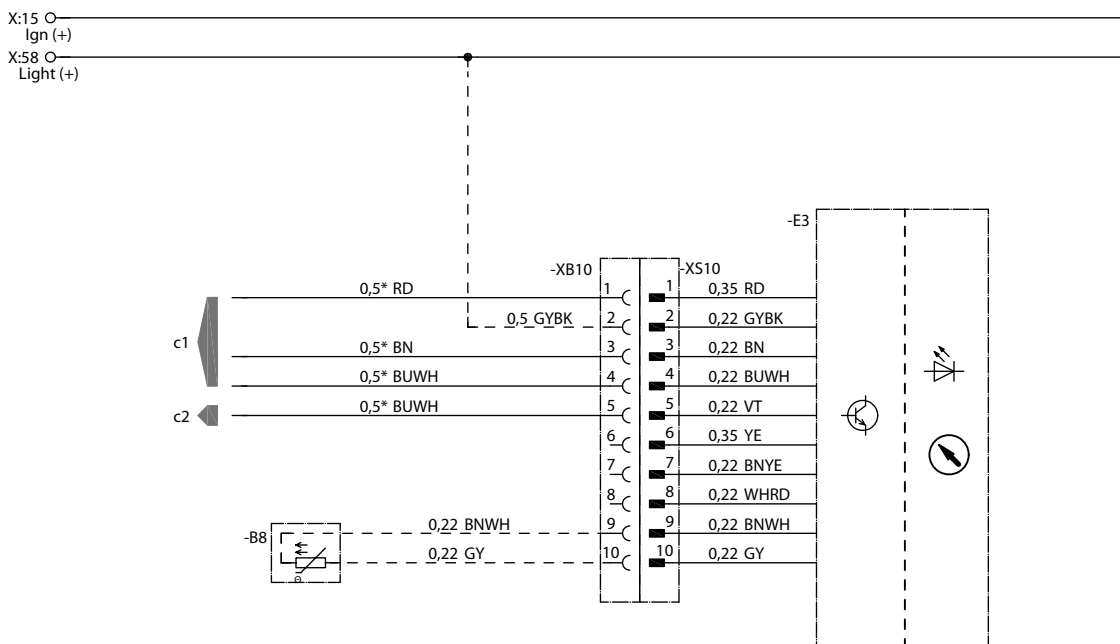 X:15
Ign (+)
X:58
Light (+)
-E3
-XB10 -XS10
0,5* RD 1 1 0,35 RD
0,5 GYBK 2 2 0,22 GYBK
0,5* BN 3 3 0,22 BN
c1
0,5* BUWH 4 4 0,22 BUWH
c2 0,5* BUWH 5 5 0,22 VT
6 6 0,35 YE
7 7 0,22 BNYE
8 8 0,22 WHRD
0,22 BNWH 9 9 0,22 BNWH
-B8
0,22 GY 10 10 0,22 GY
Θ